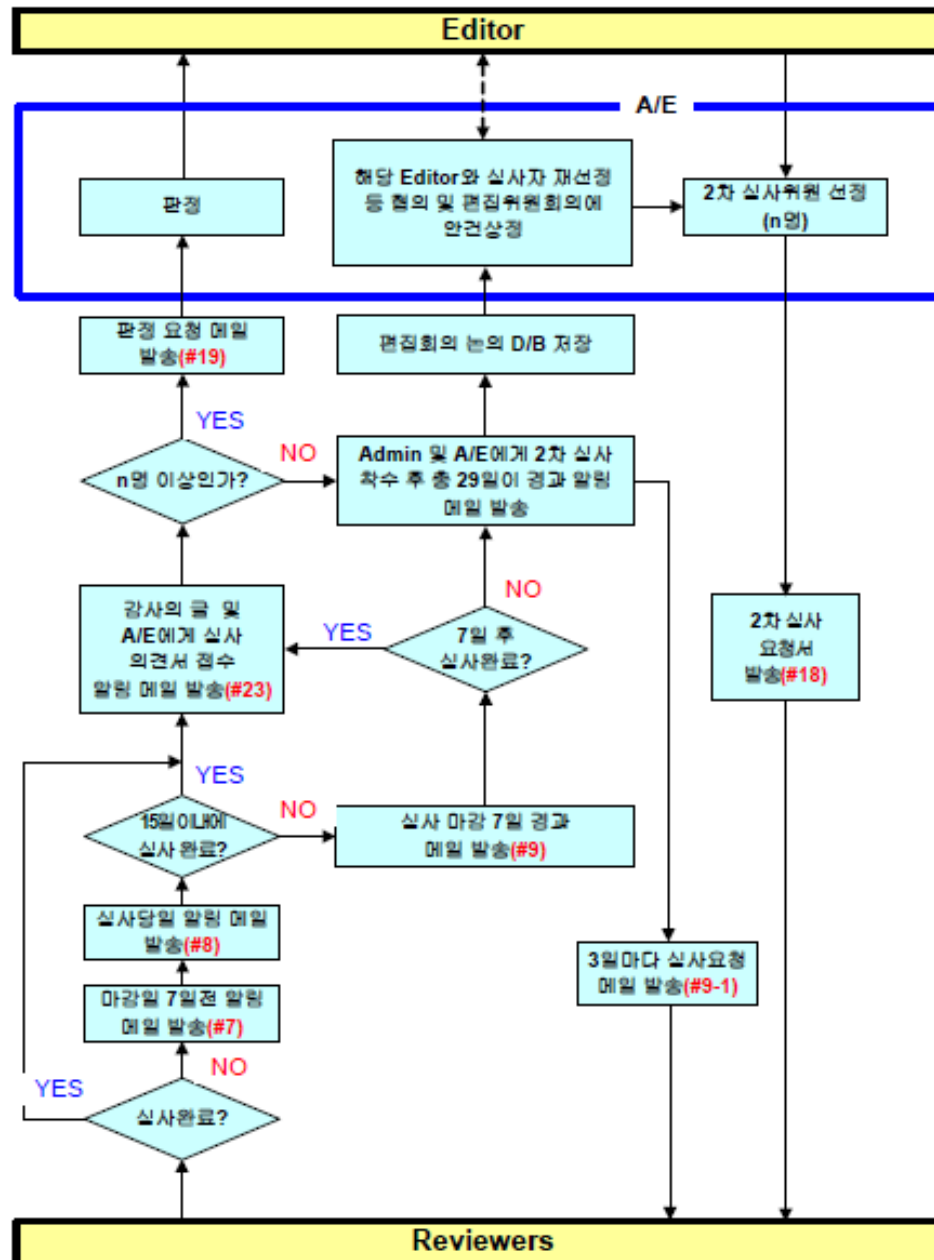 Editor
A/E
판정
해당 Editor와 심사자 재선정
등 협의 및 편집위원회의에
안건상정
2차 심사위원 선정
(n명)
판정 요청 메일
발송(#19)
편집회의 논의 D/B 저장
YES
n명 이상인가?
NO
Admin 및 A/E에게 2차 심사
착수 후 총 29일이 경과 알림
메일 발송
감사의 글 및
A/E에게 심사
의견서 접수
알림 메일 발송(#23)
YES
7일 후
심사완료?
NO
2차 심사
요청서
발송(#18)
YES
15일이내에
심사 완료?
NO
심사 마감 7일 경과
메일 발송(#9)
심사당일 알림 메일
발송(#8)
마감일 7일전 알림
메일 발송(#7)
3일마다 심사요청
메일 발송(#9-1)
YES
NO
심사완료?
Reviewers